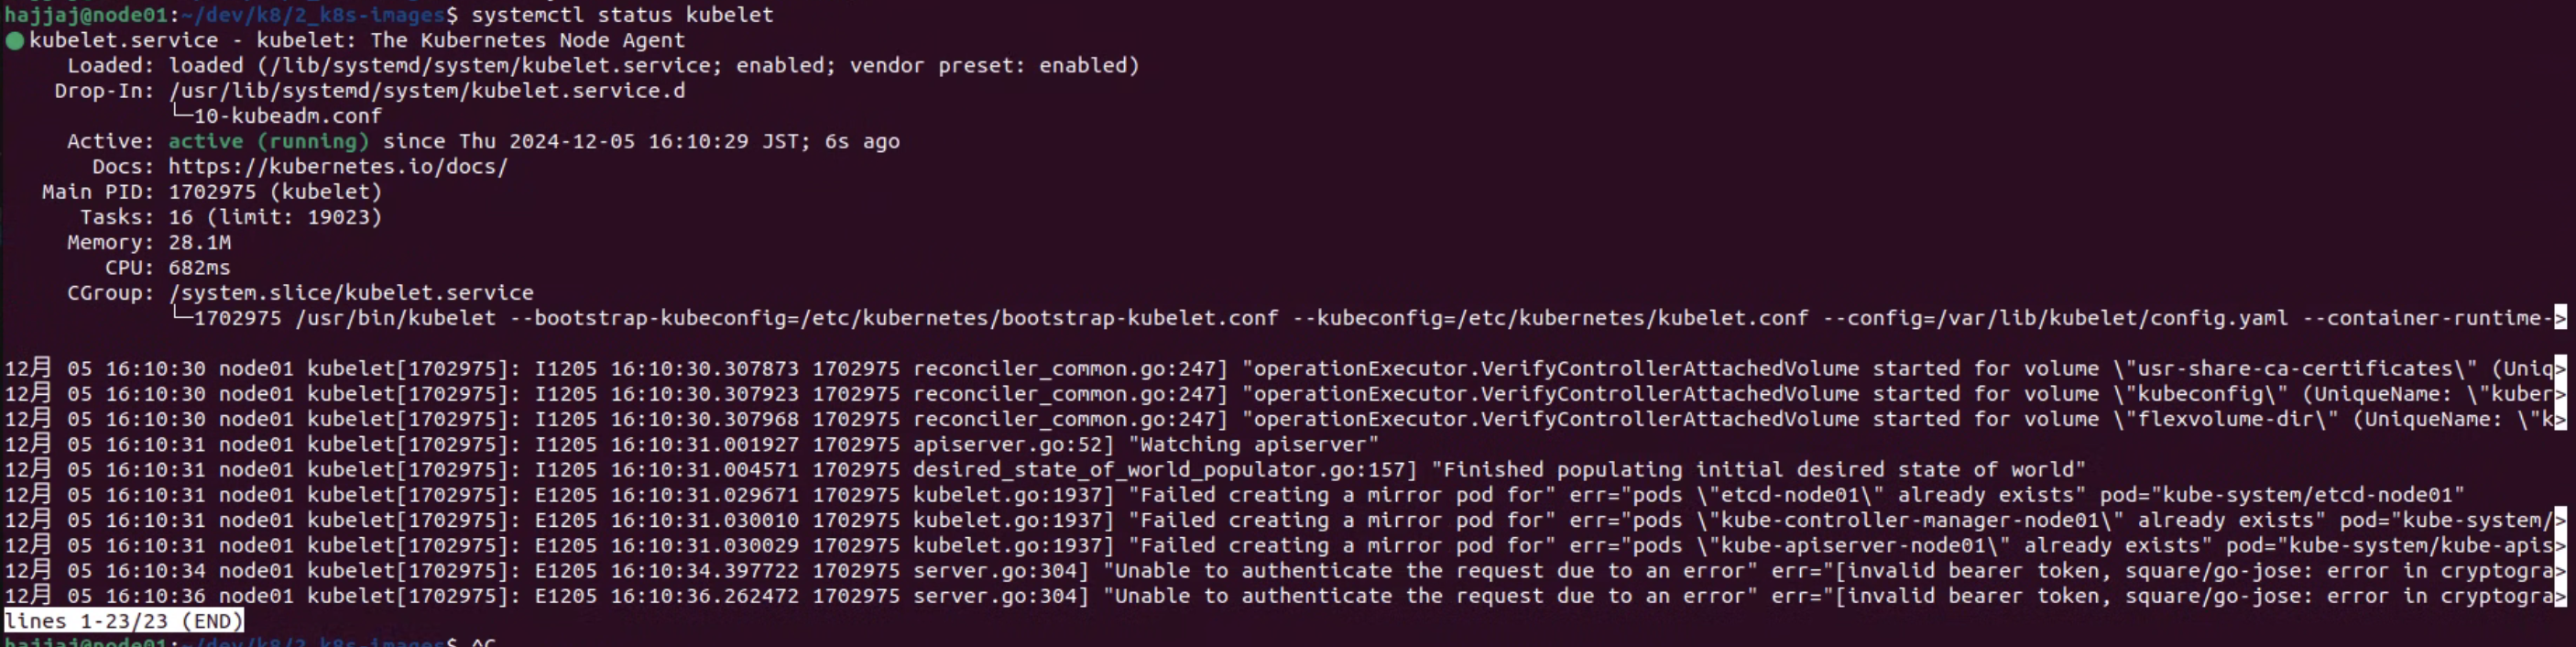 hajjaj@node01:~/dev/k8/2_k8s-images$ systemctl status kubelet
● kubelet.service - kubelet: The Kubernetes Node Agent
     Loaded: loaded (/lib/systemd/system/kubelet.service; enabled; vendor preset: enabled)
    Drop-In: /usr/lib/systemd/system/kubelet.service.d
             └─10-kubeadm.conf
     Active: active (running) since Thu 2024-12-05 16:10:29 JST; 6s ago
       Docs: https://kubernetes.io/docs/
   Main PID: 1702975 (kubelet)
      Tasks: 16 (limit: 19023)
     Memory: 28.1M
        CPU: 682ms
     CGroup: /system.slice/kubelet.service
             └─1702975 /usr/bin/kubelet --bootstrap-kubeconfig=/etc/kubernetes/bootstrap-kubelet.conf --kubeconfig=/etc/kubernetes/kubelet.conf --config=/var/lib/kubelet/config.yaml --container-runtime->
12月 05 16:10:30 node01 kubelet[1702975]: I1205 16:10:30.307873 1702975 reconciler_common.go:247] "operationExecutor.VerifyControllerAttachedVolume started for volume \"usr-share-ca-certificates\" (Uniq>
12月 05 16:10:30 node01 kubelet[1702975]: I1205 16:10:30.307923 1702975 reconciler_common.go:247] "operationExecutor.VerifyControllerAttachedVolume started for volume \"kubeconfig\" (UniqueName: \"kuber>
12月 05 16:10:30 node01 kubelet[1702975]: I1205 16:10:30.307968 1702975 reconciler_common.go:247] "operationExecutor.VerifyControllerAttachedVolume started for volume \"flexvolume-dir\" (UniqueName: \"k>
12月 05 16:10:31 node01 kubelet[1702975]: I1205 16:10:31.001927 1702975 apiserver.go:52] "Watching apiserver"
12月 05 16:10:31 node01 kubelet[1702975]: I1205 16:10:31.004571 1702975 desired_state_of_world_populator.go:157] "Finished populating initial desired state of world"
12月 05 16:10:31 node01 kubelet[1702975]: E1205 16:10:31.029671 1702975 kubelet.go:1937] "Failed creating a mirror pod for" err="pods \"etcd-node01\" already exists" pod="kube-system/etcd-node01"
12月 05 16:10:31 node01 kubelet[1702975]: E1205 16:10:31.030010 1702975 kubelet.go:1937] "Failed creating a mirror pod for" err="pods \"kube-controller-manager-node01\" already exists" pod="kube-system/>
12月 05 16:10:31 node01 kubelet[1702975]: E1205 16:10:31.030029 1702975 kubelet.go:1937] "Failed creating a mirror pod for" err="pods \"kube-apiserver-node01\" already exists" pod="kube-system/kube-apis>
12月 05 16:10:34 node01 kubelet[1702975]: E1205 16:10:34.397722 1702975 server.go:304] "Unable to authenticate the request due to an error" err="[invalid bearer token, square/go-jose: error in cryptogra>
12月 05 16:10:36 node01 kubelet[1702975]: E1205 16:10:36.262472 1702975 server.go:304] "Unable to authenticate the request due to an error" err="[invalid bearer token, square/go-jose: error in cryptogra>
lines 1-23/23 (END)
hajjaj@node01:~/dev/k8/2_k8s-images$ ^C